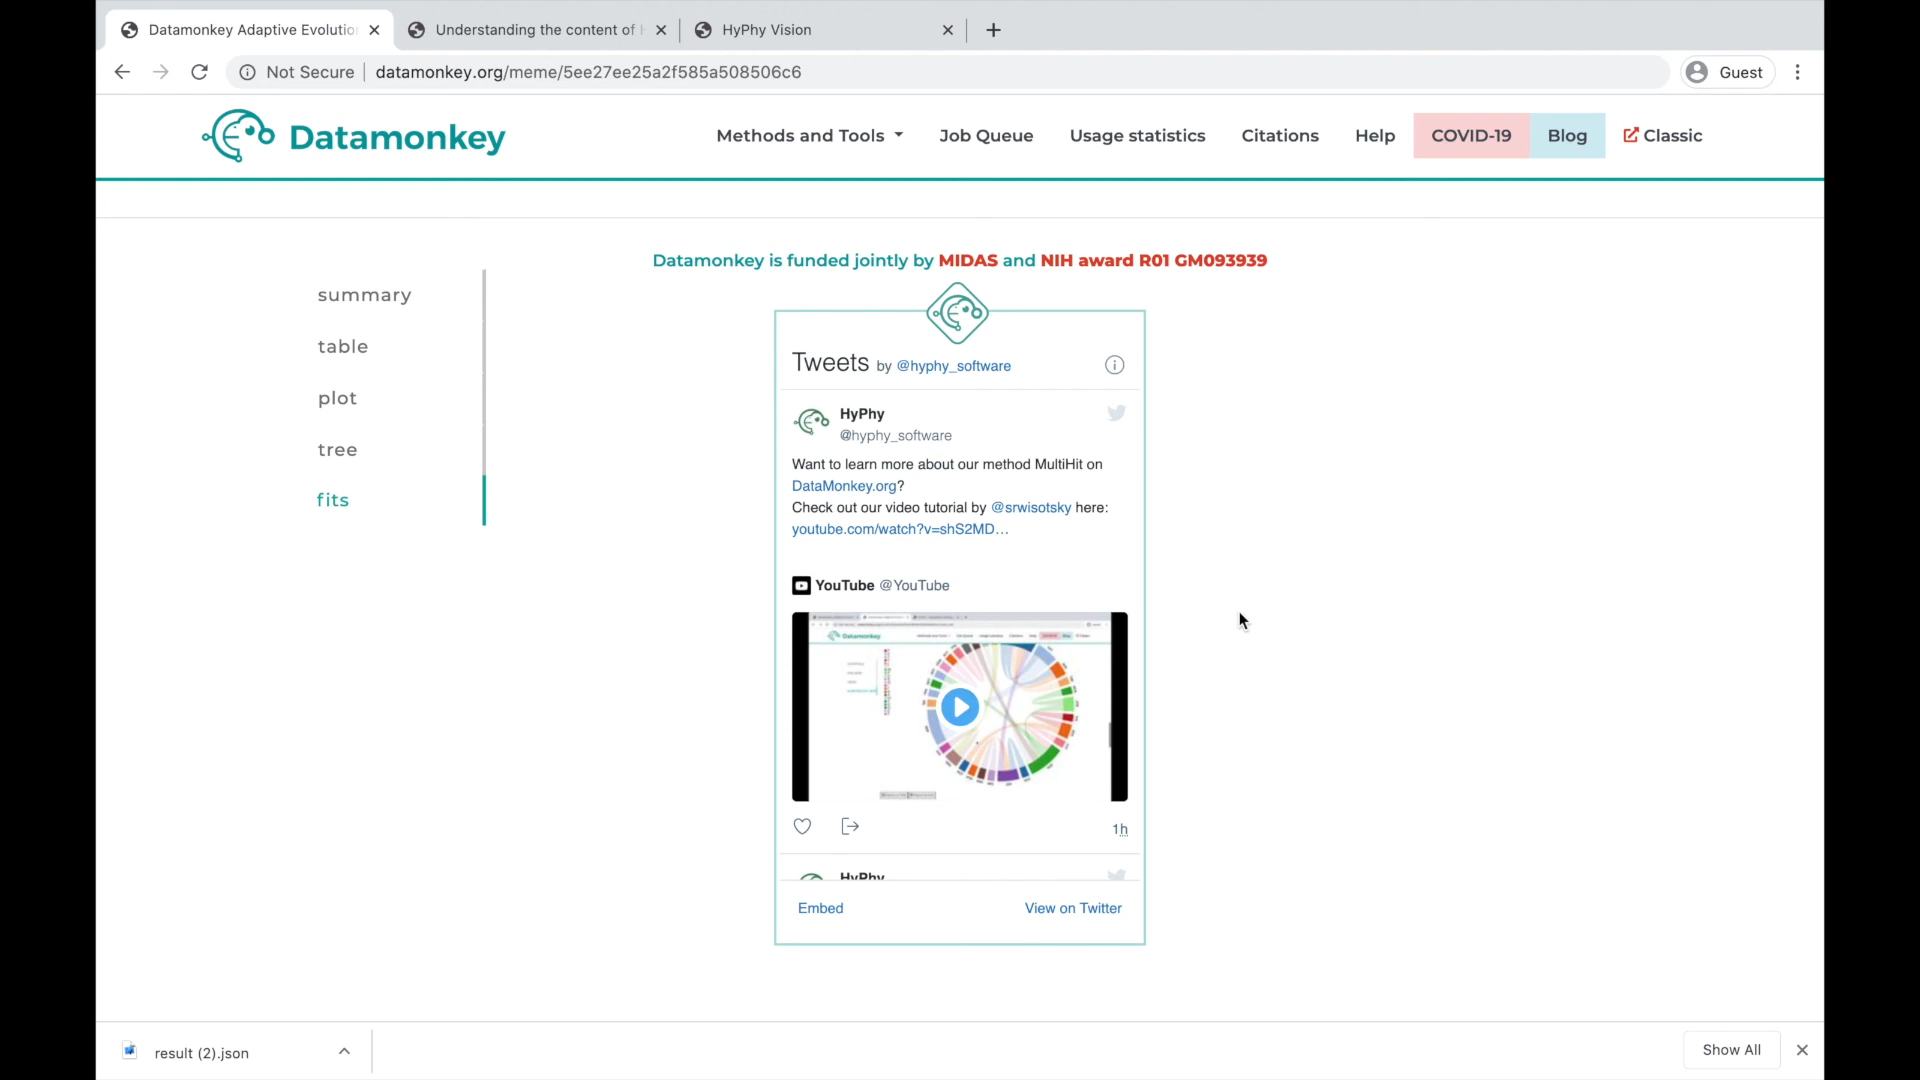 Datamonkey Adaptive Evolutio
Understanding the content of
HyPhy Vision
Not Secure
datamonkey.org/meme/5ee27ee25a2f585a508506c6
Guest
Datamonkey
Methods and Tools
Job Queue
Usage statistics
Citations
Help
COVID-19
Blog
Classic
Datamonkey is funded jointly by MIDAS and NIH award R01 GM093939
summary
table
plot
tree
fits
Tweets by @hyphy_software
HyPhy
@hyphy_software
Want to learn more about our method MultiHit on
DataMonkey.org?
Check out our video tutorial by @srwisotsky here:
youtube.com/watch?v=shS2MD…
YouTube @YouTube
Datamonkey
1h
HyPhy
Embed
View on Twitter
result (2).json
Show All